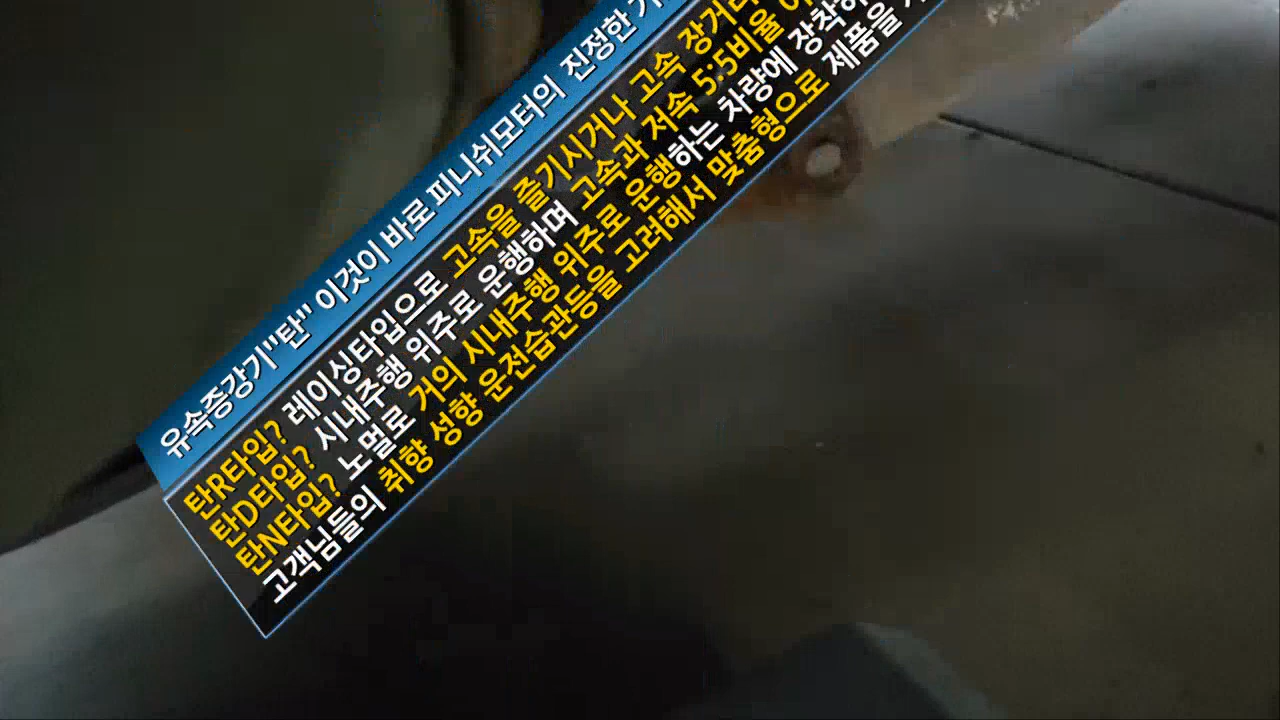 유속증강기"탄" 이것이 바로 피니쉬모터의 진정한
탄R타입? 레이싱타입으로 고속을 즐기시거나 고속 장거리
탄D타입? 시내주행 위주로 운행하며 고속과 저속 5:5비율
탄N타입? 노멀로 거의 시내주행 위주로 운행하는 차량에 장착
고객님들의 취향 성향 운전습관등을 고려해서 맞춤형으로 제품을